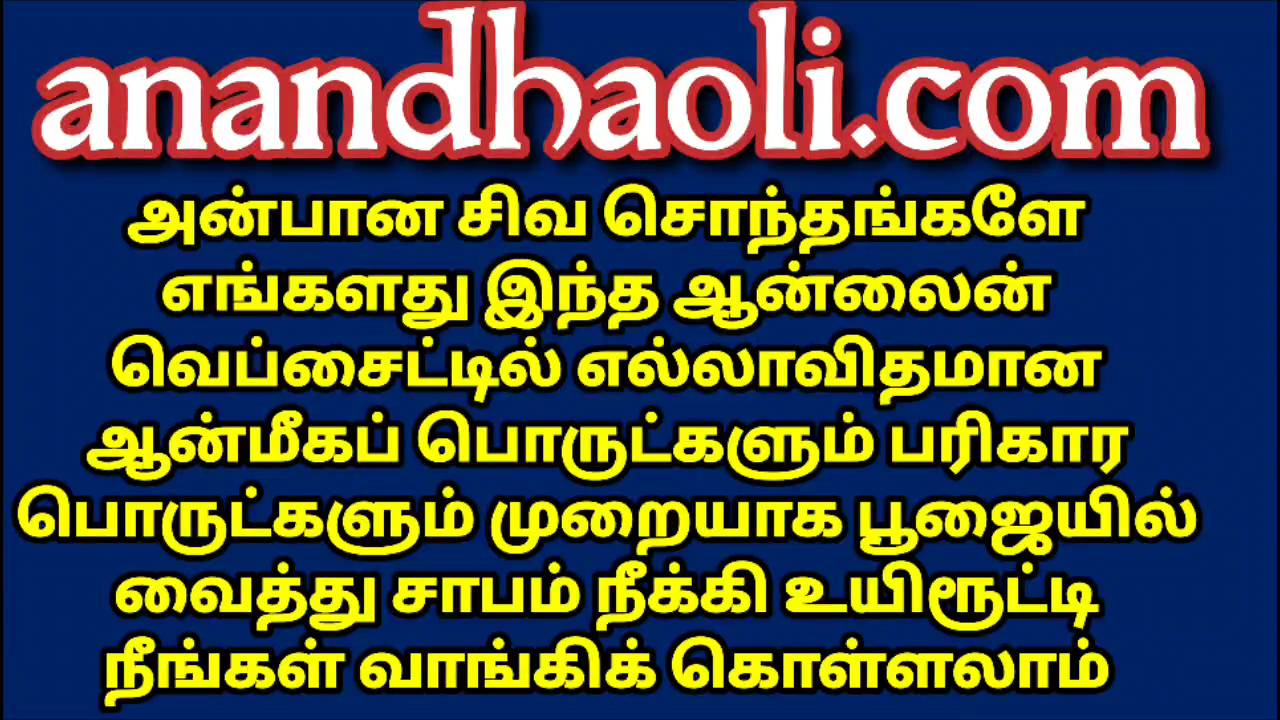 anandhaoli.com
அன்பான சிவ சொந்தங்களே
எங்களது இந்த ஆன்லைன்
வெப்சைட்டில் எல்லாவிதமான
ஆன்மீகப் பொருட்களும் பரிகார
பொருட்களும் முறையாக பூஜையில்
வைத்து சாபம் நீக்கி உயிரூட்டி
நீங்கள் வாங்கிக் கொள்ளலாம்